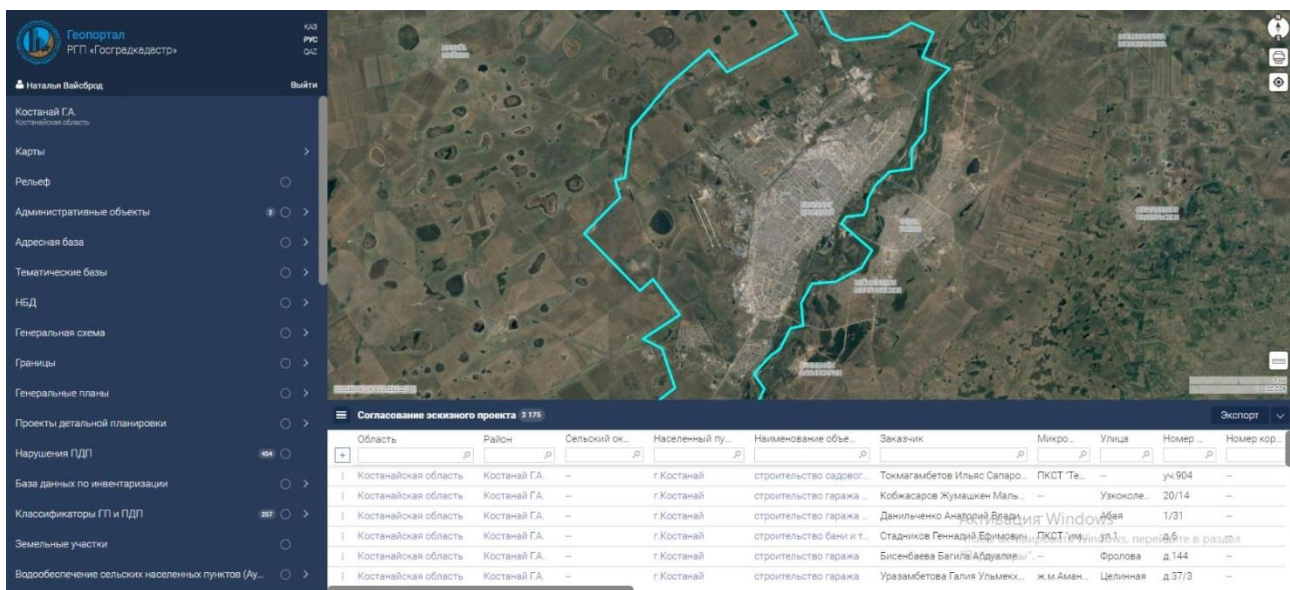 Геопортал
РГП «Госградкадастр»
ҚАЗ
РУС
QAZ
Наталья Вайсброд
Выйти
Костанай Г.А.
Костанайская область
Карты
Рельеф
Административные объекты 2
Адресная база
Тематические базы
НБД
Генеральная схема
Границы
Генеральные планы
Проекты детальной планировки
Нарушения ПДП 454
База данных по инвентаризации
Классификаторы ГП и ПДП 257
Земельные участки
Водообеспечение сельских населенных пунктов (Ау...
Согласование эскизного проекта 2 175
Экспорт
Область Район Сельский ок... Населенный пу... Наименование объе... Заказчик Микро... Улица Номер ... Номер кор...
Костанайская область Костанай Г.А. -- г.Костанай строительство садовог... Токмагамбетов Ильяс Сапаро... ПКСТ "Те... -- уч.904 --
Костанайская область Костанай Г.А. -- г.Костанай строительство гаража ... Кобжасаров Жумашкен Маль... -- Узкоколе... 20/14 --
Костанайская область Костанай Г.А. -- г.Костанай строительство гаража ... Данильченко Анатолий Влади... Абая 1/31 --
Костанайская область Костанай Г.А. -- г.Костанай строительство бани и т... Стадников Геннадий Ефимович ПКСТ "им... ул.1 д.6 --
Костанайская область Костанай Г.А. -- г.Костанай строительство гаража Бисенбаева Багила Абдуалие... -- Фролова д.144 --
Костанайская область Костанай Г.А. -- г.Костанай строительство гаража Уразамбетова Галия Улымекх... ж.м.Аман... Целинная д.37/3 --
Активация Windows